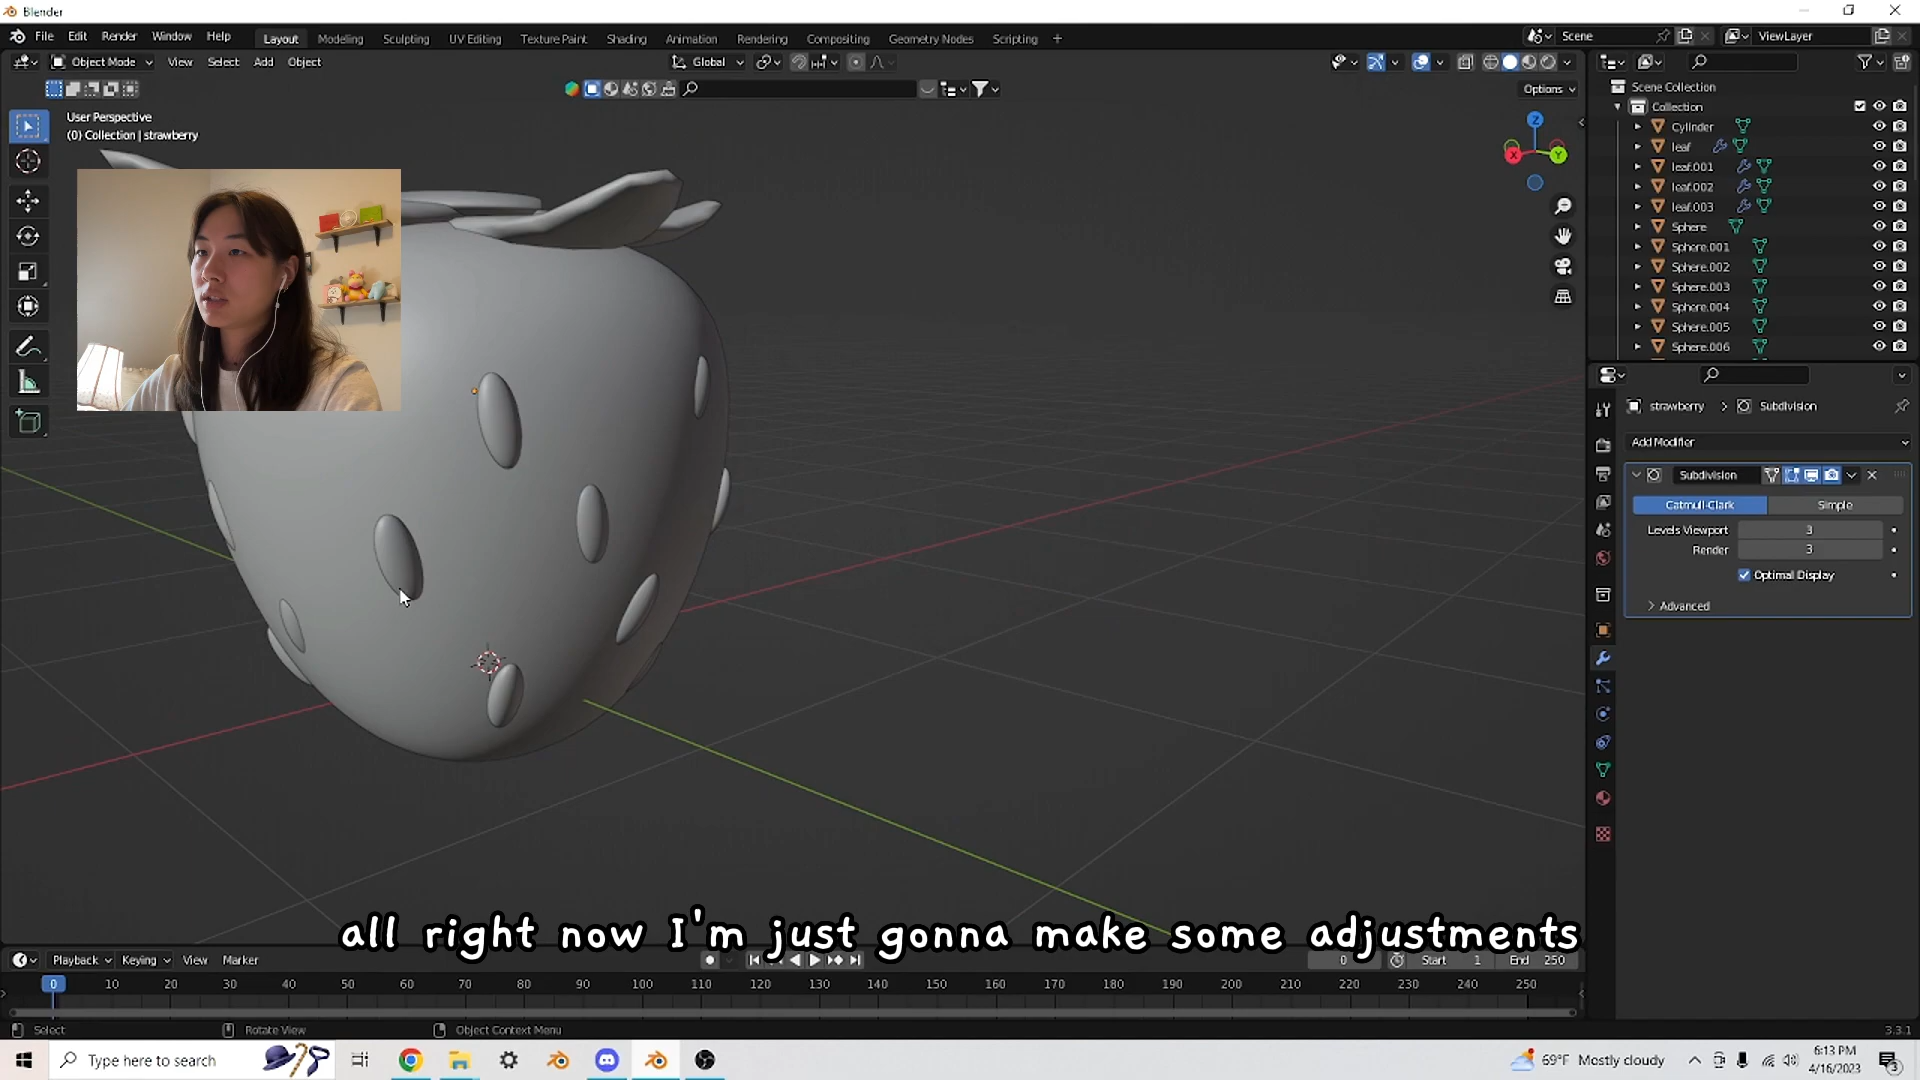 Blender
File Edit Render Window Help
Layout Modeling Sculpting UV Editing Texture Paint Shading Animation Rendering Compositing Geometry Nodes Scripting +
Scene
ViewLayer
Object Mode View Select Add Object
Global
Options
User Perspective
(0) Collection | strawberry
Z
X
Y
Scene Collection
Collection
Cylinder
leaf
leaf.001
leaf.002
leaf.003
Sphere
Sphere.001
Sphere.002
Sphere.003
Sphere.004
Sphere.005
Sphere.006
strawberry > Subdivision
Add Modifier
Subdivision
Catmull-Clark Simple
Levels Viewport 3
Render 3
Optimal Display
Advanced
all right now I'm just gonna make some adjustments
Playback Keying View Marker
0 Start 1 End 250
0 10 20 30 40 50 60 70 80 90 100 110 120 130 140 150 160 170 180 190 200 210 220 230 240 250
Select Rotate View Object Context Menu
3.3.1
Type here to search
69°F Mostly cloudy
6:13 PM
4/16/2023
3